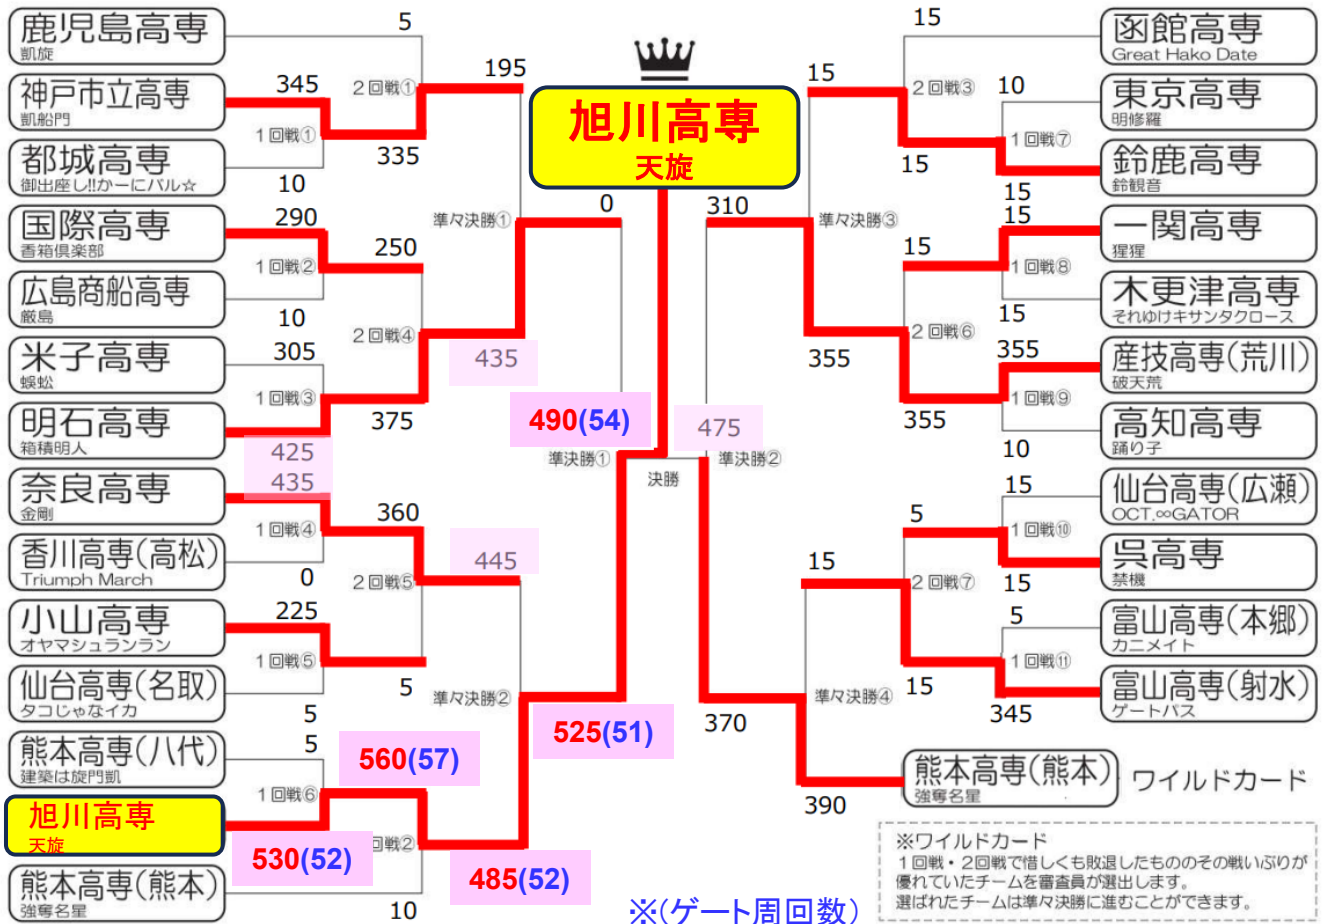 鹿児島高専
凱旋
5
神戸市立高専
凱船門
345
1回戦①
2回戦①
195
335
都城高専
御出座し!!かーにバル☆
10
国際高専
香箱倶楽部
290
1回戦②
250
準々決勝①
0
広島商船高専
厳島
10
2回戦④
435
米子高専
蜈蚣
305
1回戦③
375
明石高専
箱積明人
425
490(54)
準決勝①
奈良高専
金剛
435
1回戦④
360
香川高専(高松)
Triumph March
0
2回戦⑤
445
小山高専
オヤマシュランラン
225
1回戦⑤
5
準々決勝②
仙台高専(名取)
タコじゃなイカ
5
525(51)
熊本高専(八代)
建築は旋門凱
5
560(57)
1回戦⑥
旭川高専
天旋
530(52)
回戦②
485(52)
熊本高専(熊本)
強奪名星
10
旭川高専
天旋
決勝
15
函館高専
Great Hako Date
15
2回戦③
10
東京高専
明修羅
1回戦⑦
15
鈴鹿高専
鈴観音
15
310
準々決勝③
15
15
一関高専
猩猩
1回戦⑧
木更津高専
それゆけキサンタクロース
15
2回戦⑥
355
355
産技高専(荒川)
破天荒
1回戦⑨
355
高知高専
踊り子
10
475
準決勝②
15
仙台高専(広瀬)
OCT.∞GATOR
5
1回戦⑩
呉高専
禁機
15
15
2回戦⑦
5
富山高専(本郷)
カニメイト
1回戦⑪
15
富山高専(射水)
ゲートパス
345
準々決勝④
370
熊本高専(熊本)
強奪名星
ワイルドカード
390
※ワイルドカード
1回戦・2回戦で惜しくも敗退したもののその戦いぶりが
優れていたチームを審査員が選出します。
選ばれたチームは準々決勝に進むことができます。
※(ゲート周回数)